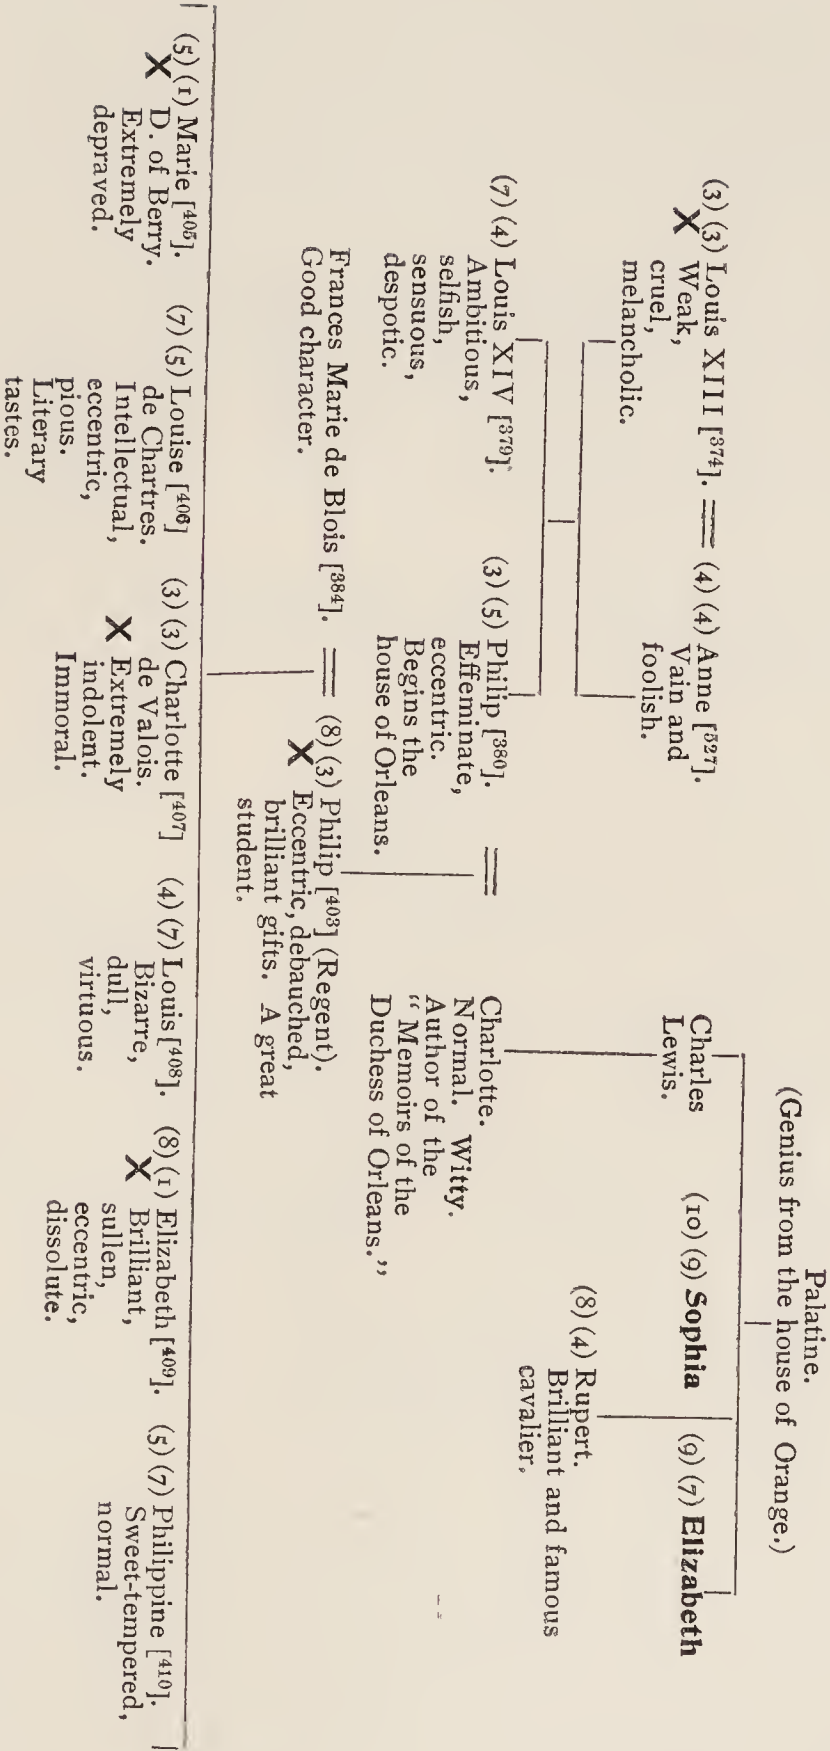 Palatine.
(Genius from the house of Orange.)
(3) (3) Louis XIII [374]. == (4) (4) Anne [527].
X Weak,
cruel,
melancholic.
Vain and
foolish.
Charles
Lewis.
(10) (9) Sophia
(9) (7) Elizabeth
(7) (4) Louis XIV [379].
Ambitious,
selfish,
sensuous,
despotic.
(3) (5) Philip [380]. ==
Effeminate,
eccentric.
Begins the
house of Orleans.
Charlotte.
Normal. Witty.
Author of the
“Memoirs of the
Duchess of Orleans.”
(8) (4) Rupert.
Brilliant and famous
cavalier.
Frances Marie de Blois [384]. == (8) (3) Philip [403] (Regent).
Good character.
X Eccentric, debauched,
brilliant gifts. A great
student.
(5) (1) Marie [405].
X D. of Berry.
Extremely
depraved.
(7) (5) Louise [406]
de Chartres.
Intellectual,
eccentric,
pious.
Literary
tastes.
(3) (3) Charlotte [407]
de Valois.
X Extremely
indolent.
Immoral.
(4) (7) Louis [408].
Bizarre,
dull,
virtuous.
(8) (1) Elizabeth [409].
X Brilliant,
sullen,
eccentric,
dissolute.
(5) (7) Philippine [410].
Sweet-tempered,
normal.